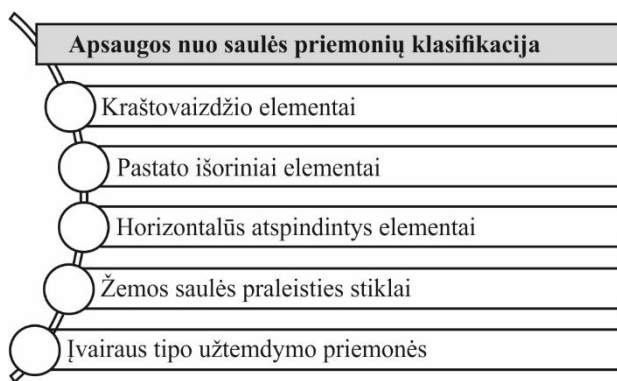 Apsaugos nuo saulės priemonių klasifikacija
Kraštovaizdžio elementai
Pastato išoriniai elementai
Horizontalūs atspindintys elementai
Žemos saulės praleisties stiklai
Įvairaus tipo užtemdymo priemonės